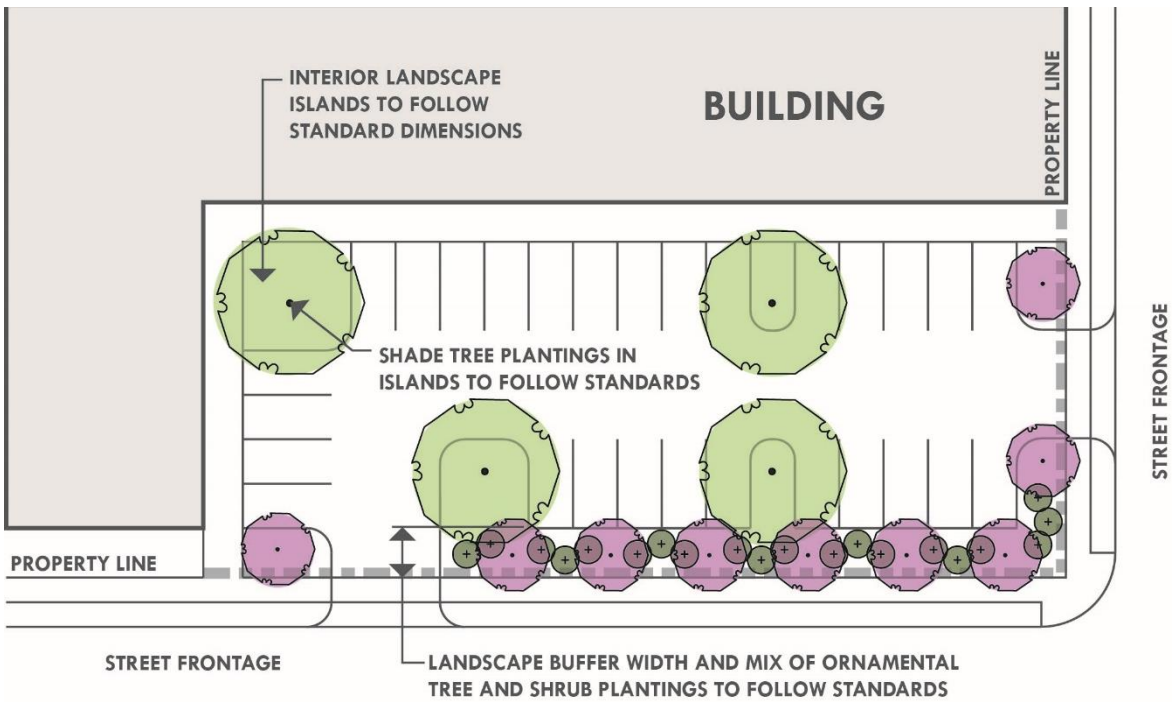 INTERIOR LANDSCAPE
ISLANDS TO FOLLOW
STANDARD DIMENSIONS
BUILDING
PROPERTY LINE
SHADE TREE PLANTINGS IN
ISLANDS TO FOLLOW STANDARDS
STREET FRONTAGE
PROPERTY LINE
STREET FRONTAGE
LANDSCAPE BUFFER WIDTH AND MIX OF ORNAMENTAL
TREE AND SHRUB PLANTINGS TO FOLLOW STANDARDS